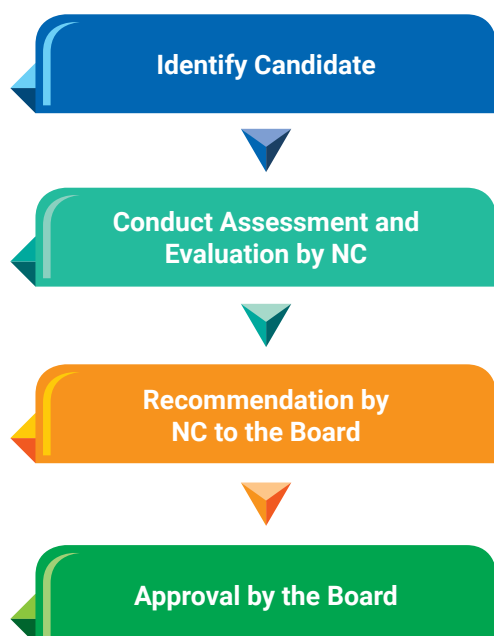 Identify Candidate
Conduct Assessment and
Evaluation by NC
Recommendation by
NC to the Board
Approval by the Board